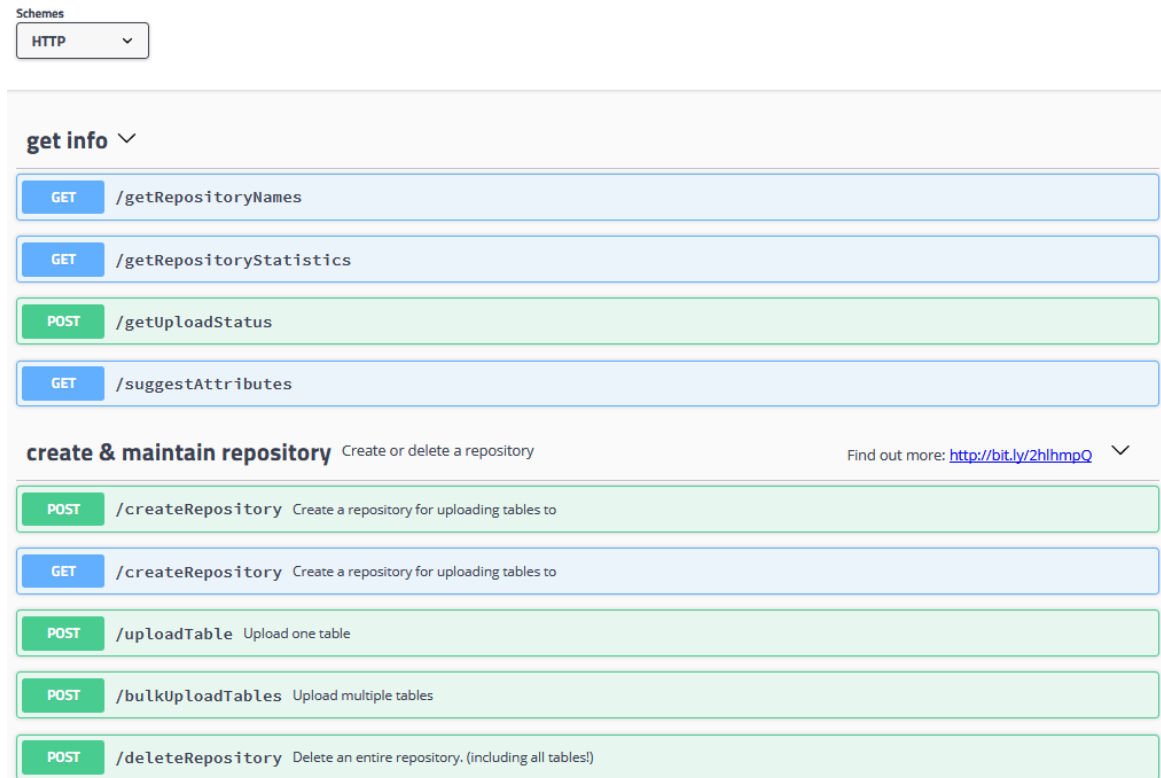 Schemes
HTTP
get info
GET /getRepositoryNames
GET /getRepositoryStatistics
POST /getUploadStatus
GET /suggestAttributes
create & maintain repository Create or delete a repository Find out more: http://bit.ly/2hlhmpQ
POST /createRepository Create a repository for uploading tables to
GET /createRepository Create a repository for uploading tables to
POST /uploadTable Upload one table
POST /bulkUploadTables Upload multiple tables
POST /deleteRepository Delete an entire repository. (including all tables!)